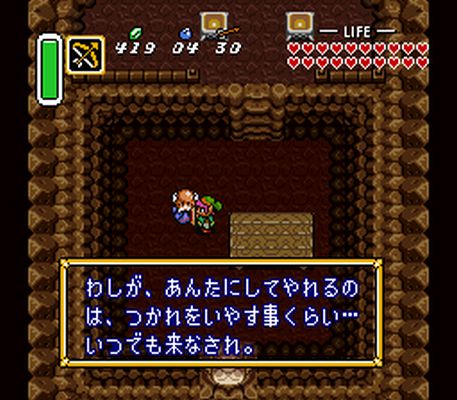 — LIFE —
419 04 30
わしが、あんたにしてやれるの
は、つかれをいやす事くらい…
いつでも来なされ。